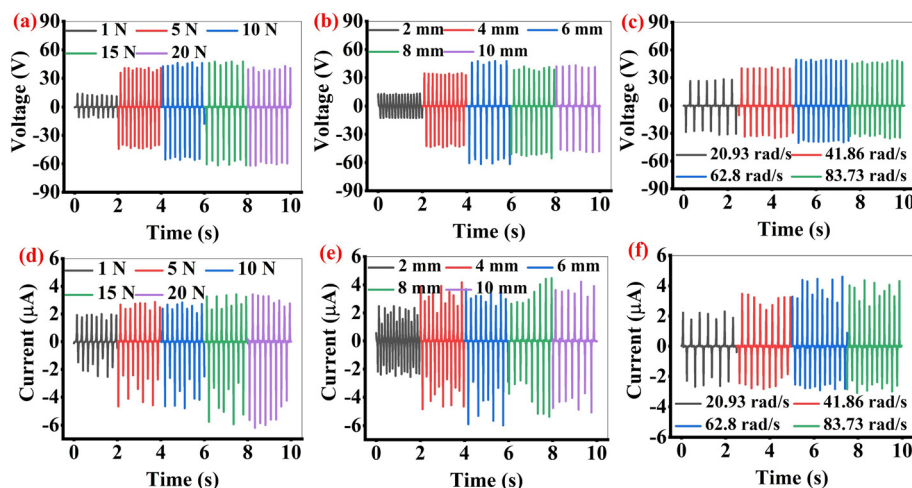 (a)
1 N 5 N 10 N
15 N 20 N
Voltage (V)
90
60
30
0
-30
-60
-90
0 2 4 6 8 10
Time (s)
(b)
2 mm 4 mm 6 mm
8 mm 10 mm
Voltage (V)
90
60
30
0
-30
-60
-90
0 2 4 6 8 10
Time (s)
(c)
Voltage (V)
90
60
30
0
-30
-60
-90
20.93 rad/s 41.86 rad/s
62.8 rad/s 83.73 rad/s
0 2 4 6 8 10
Time (s)
(d)
1 N 5 N 10 N
15 N 20 N
Current (μA)
6
4
2
0
-2
-4
-6
0 2 4 6 8 10
Time (s)
(e)
2 mm 4 mm 6 mm
8 mm 10 mm
Current (μA)
6
4
2
0
-2
-4
-6
0 2 4 6 8 10
Time (s)
(f)
Current (μA)
6
4
2
0
-2
-4
-6
20.93 rad/s 41.86 rad/s
62.8 rad/s 83.73 rad/s
0 2 4 6 8 10
Time (s)